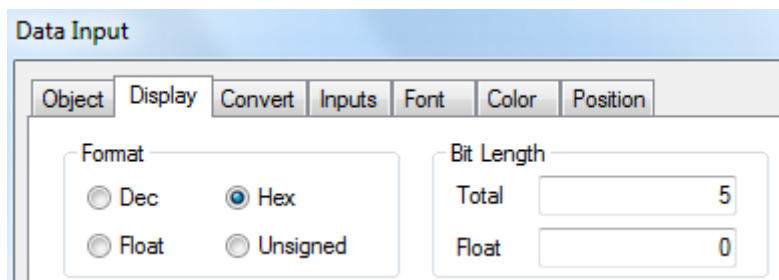 Data Input
Object Display Convert Inputs Font Color Position
Format Bit Length
Dec Hex Total 5
Float Unsigned Float 0